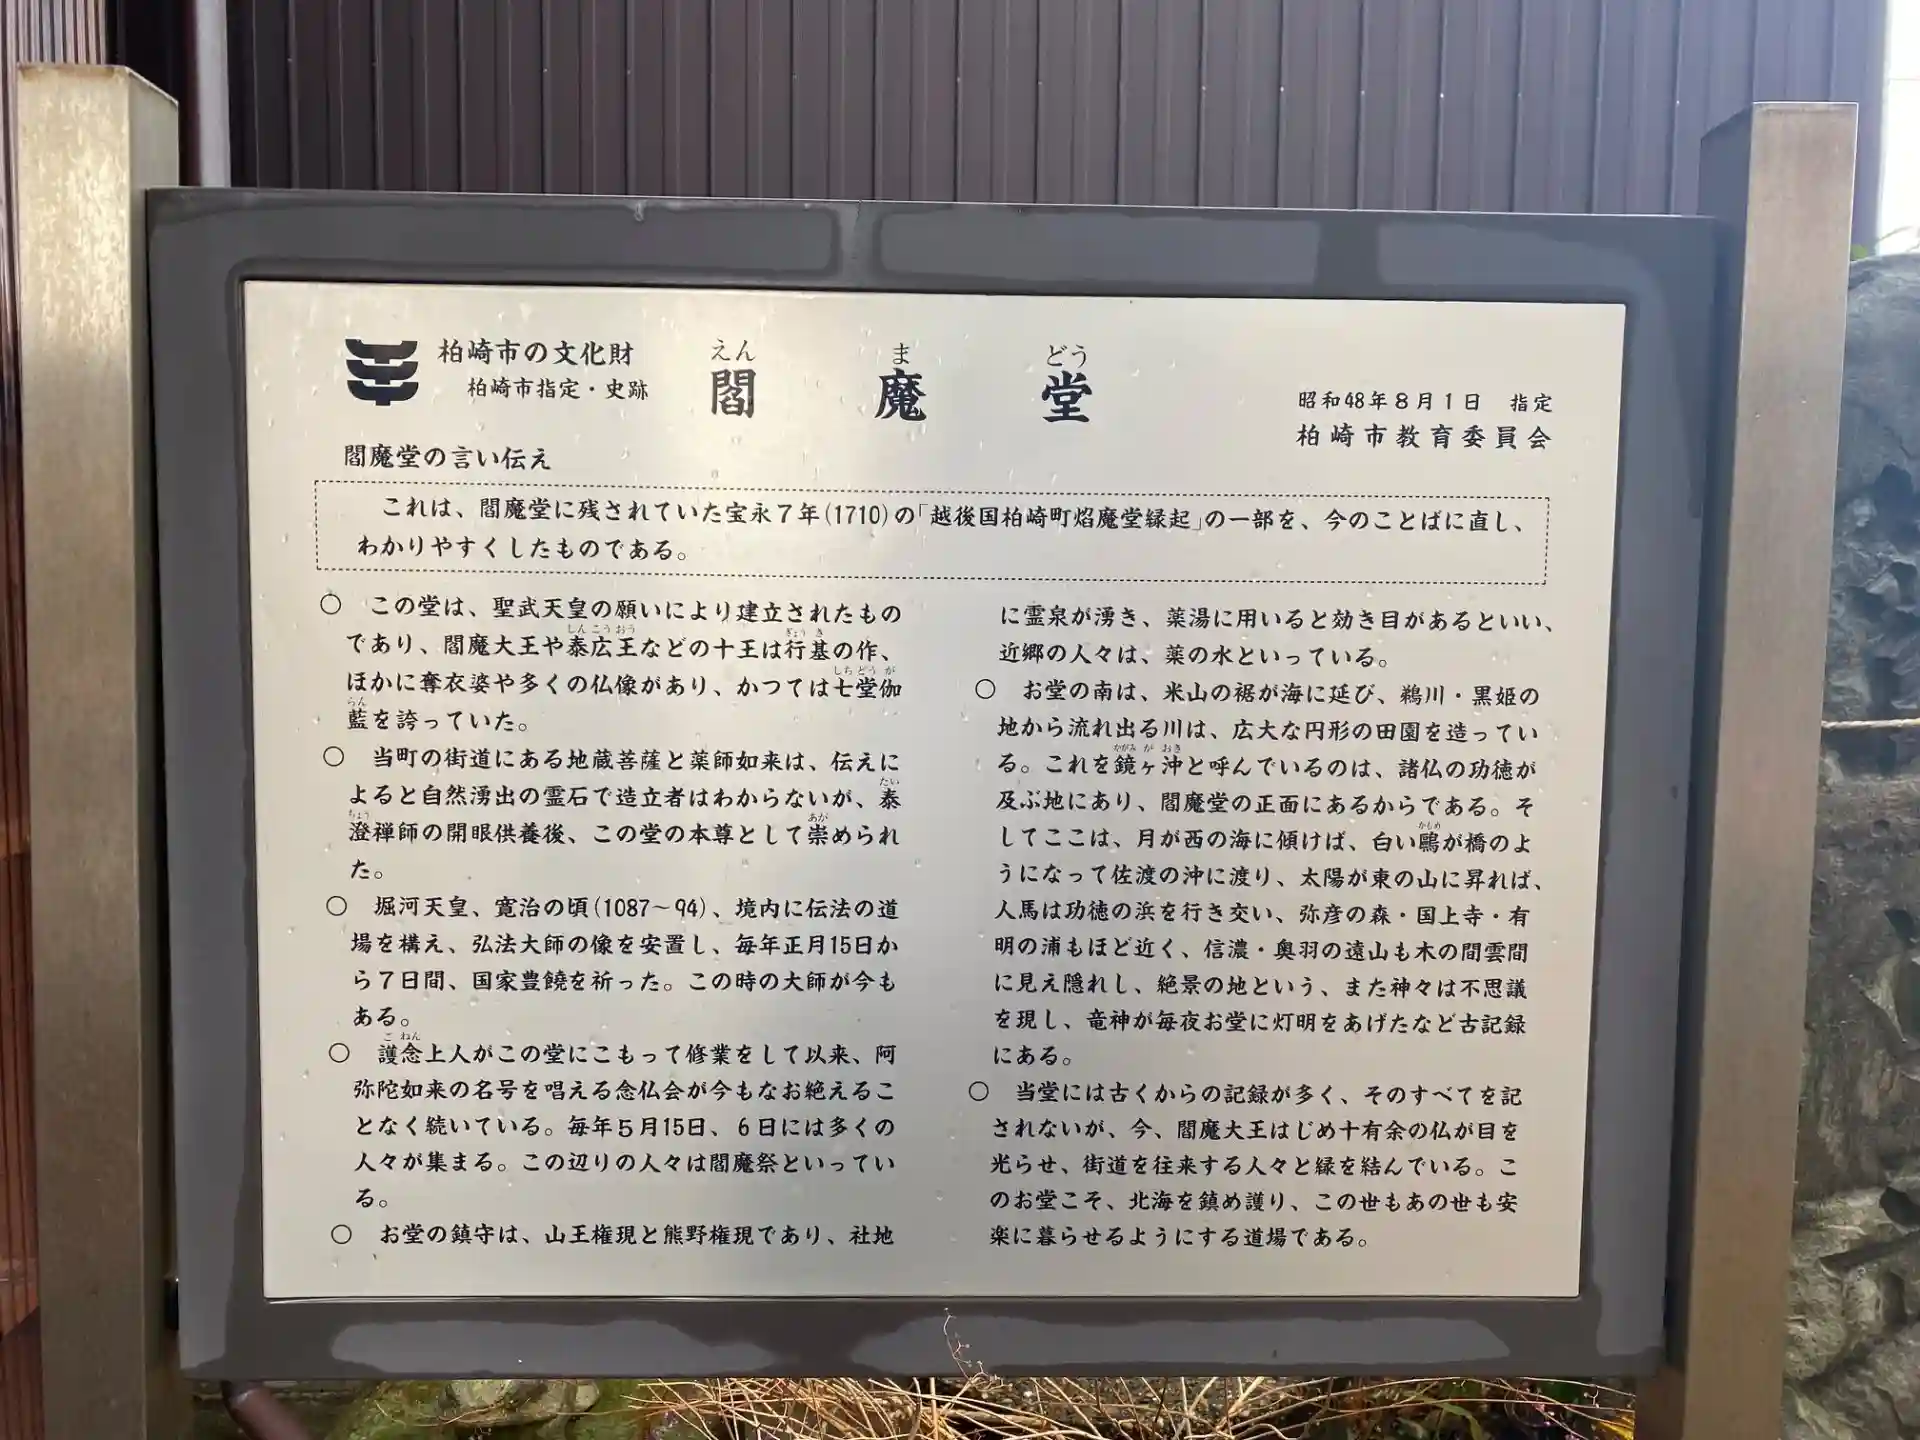 柏崎市の文化財
柏崎市指定・史跡
えん ま どう
閻魔堂
昭和48年8月1日 指定
柏崎市教育委員会
閻魔堂の言い伝え
これは、閻魔堂に残されていた宝永7年(1710)の「越後国柏崎町焰魔堂縁起」の一部を、今のことばに直し、
わかりやすくしたものである。
○ この堂は、聖武天皇の願いにより建立されたもの
しんこうおう ぎょうき
であり、閻魔大王や泰広王などの十王は行基の作、
しちどうが
ほかに奪衣婆や多くの仏像があり、かつては七堂伽
らん
藍を誇っていた。
○ 当町の街道にある地蔵菩薩と薬師如来は、伝えに
たい
よると自然湧出の霊石で造立者はわからないが、泰
ちょう あが
澄禅師の開眼供養後、この堂の本尊として崇められ
た。
○ 堀河天皇、寛治の頃(1087〜94)、境内に伝法の道
場を構え、弘法大師の像を安置し、毎年正月15日か
ら7日間、国家豊饒を祈った。この時の大師が今も
ある。
ごねん
○ 護念上人がこの堂にこもって修業をして以来、阿
弥陀如来の名号を唱える念仏会が今もなお絶えるこ
となく続いている。毎年5月15日、6日には多くの
人々が集まる。この辺りの人々は閻魔祭といってい
る。
○ お堂の鎮守は、山王権現と熊野権現であり、社地
に霊泉が湧き、薬湯に用いると効き目があるといい、
近郷の人々は、薬の水といっている。
○ お堂の南は、米山の裾が海に延び、鵜川・黒姫の
地から流れ出る川は、広大な円形の田園を造ってい
かがみ が おき
る。これを鏡ヶ沖と呼んでいるのは、諸仏の功徳が
及ぶ地にあり、閻魔堂の正面にあるからである。そ
かもめ
してここは、月が西の海に傾けば、白い鷗が橋のよ
うになって佐渡の沖に渡り、太陽が東の山に昇れば、
人馬は功徳の浜を行き交い、弥彦の森・国上寺・有
明の浦もほど近く、信濃・奥羽の遠山も木の間雲間
に見え隠れし、絶景の地という、また神々は不思議
を現し、竜神が毎夜お堂に灯明をあげたなど古記録
にある。
○ 当堂には古くからの記録が多く、そのすべてを記
されないが、今、閻魔大王はじめ十有余の仏が目を
光らせ、街道を往来する人々と縁を結んでいる。こ
のお堂こそ、北海を鎮め護り、この世もあの世も安
楽に暮らせるようにする道場である。